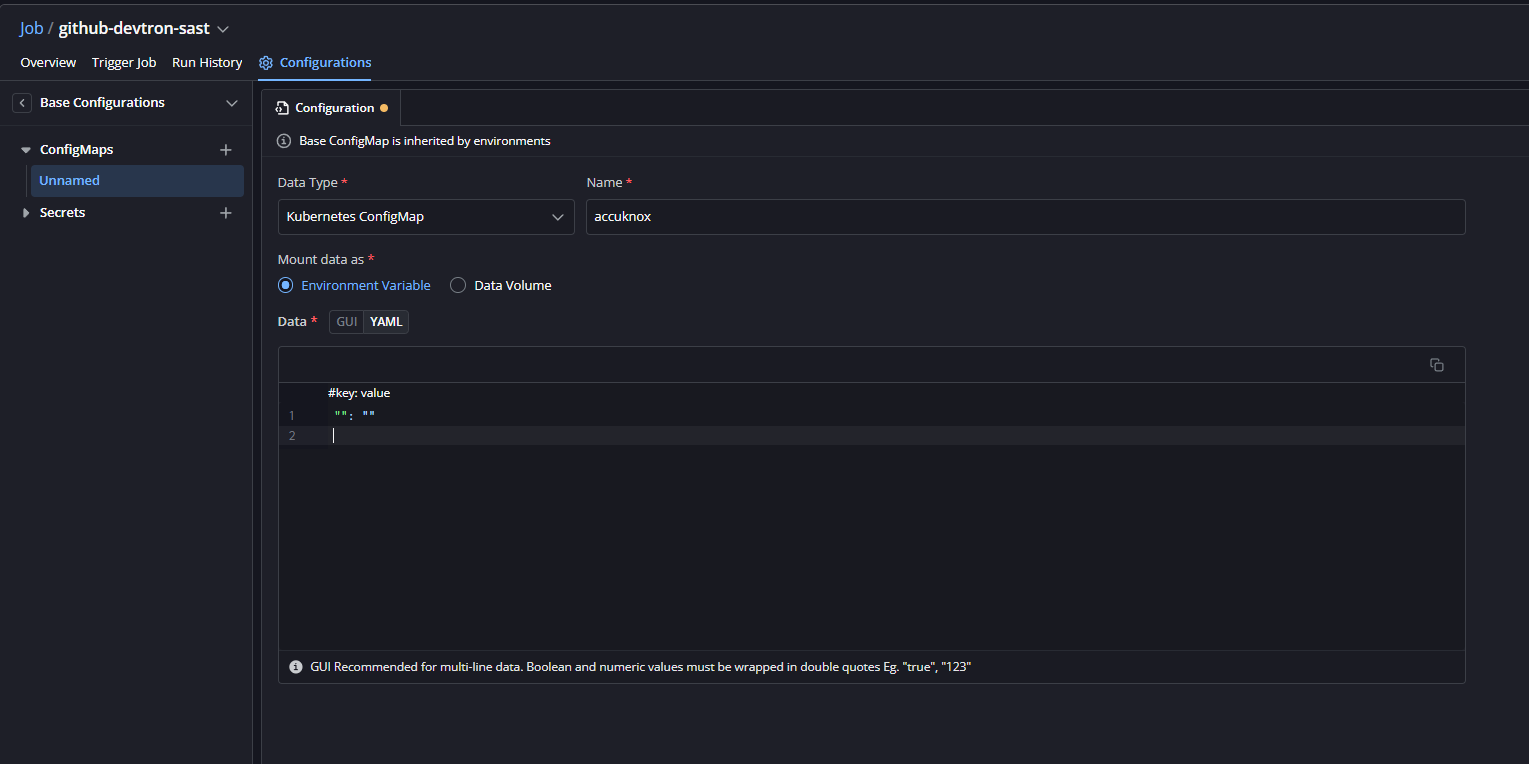 Job / github-devtron-sast
Overview Trigger Job Run History Configurations
Base Configurations
ConfigMaps
Unnamed
Secrets
Configuration
Base ConfigMap is inherited by environments
Data Type * Name *
Kubernetes ConfigMap accuknox
Mount data as *
Environment Variable Data Volume
Data * GUI YAML
#key: value
1 "": ""
2
GUI Recommended for multi-line data. Boolean and numeric values must be wrapped in double quotes Eg. "true", "123"